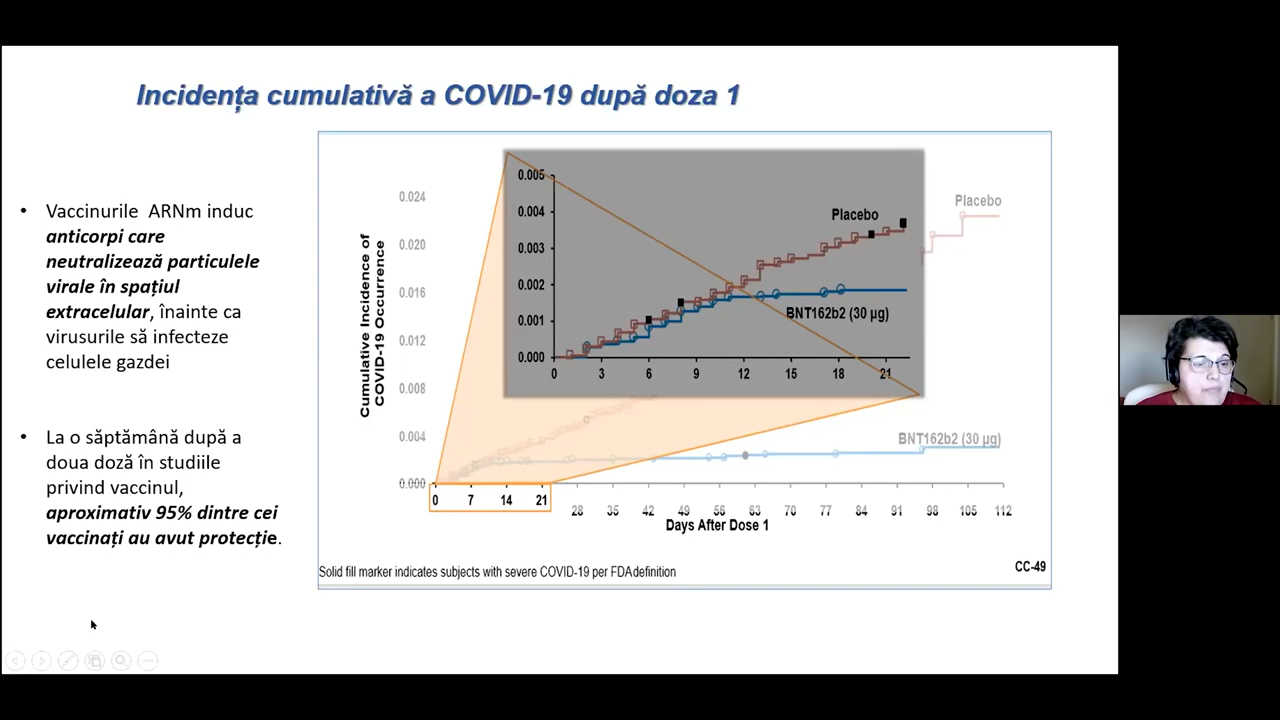 Incidența cumulativă a COVID-19 după doza 1
• Vaccinurile ARNm induc
anticorpi care
neutralizează particulele
virale în spațiul
extracelular, înainte ca
virusurile să infecteze
celulele gazdei
• La o săptămână după a
doua doză în studiile
privind vaccinul,
aproximativ 95% dintre cei
vaccinați au avut protecție.
Cumulative Incidence of
COVID-19 Occurrence
0.024
0.020
0.016
0.012
0.008
0.004
0.000
0.005
0.004
0.003
0.002
0.001
0.000
0 3 6 9 12 15 18 21
Placebo
BNT162b2 (30 µg)
Placebo
BNT162b2 (30 µg)
0 7 14 21 28 35 42 49 56 63 70 77 84 91 98 105 112
Days After Dose 1
Solid fill marker indicates subjects with severe COVID-19 per FDA definition
CC-49